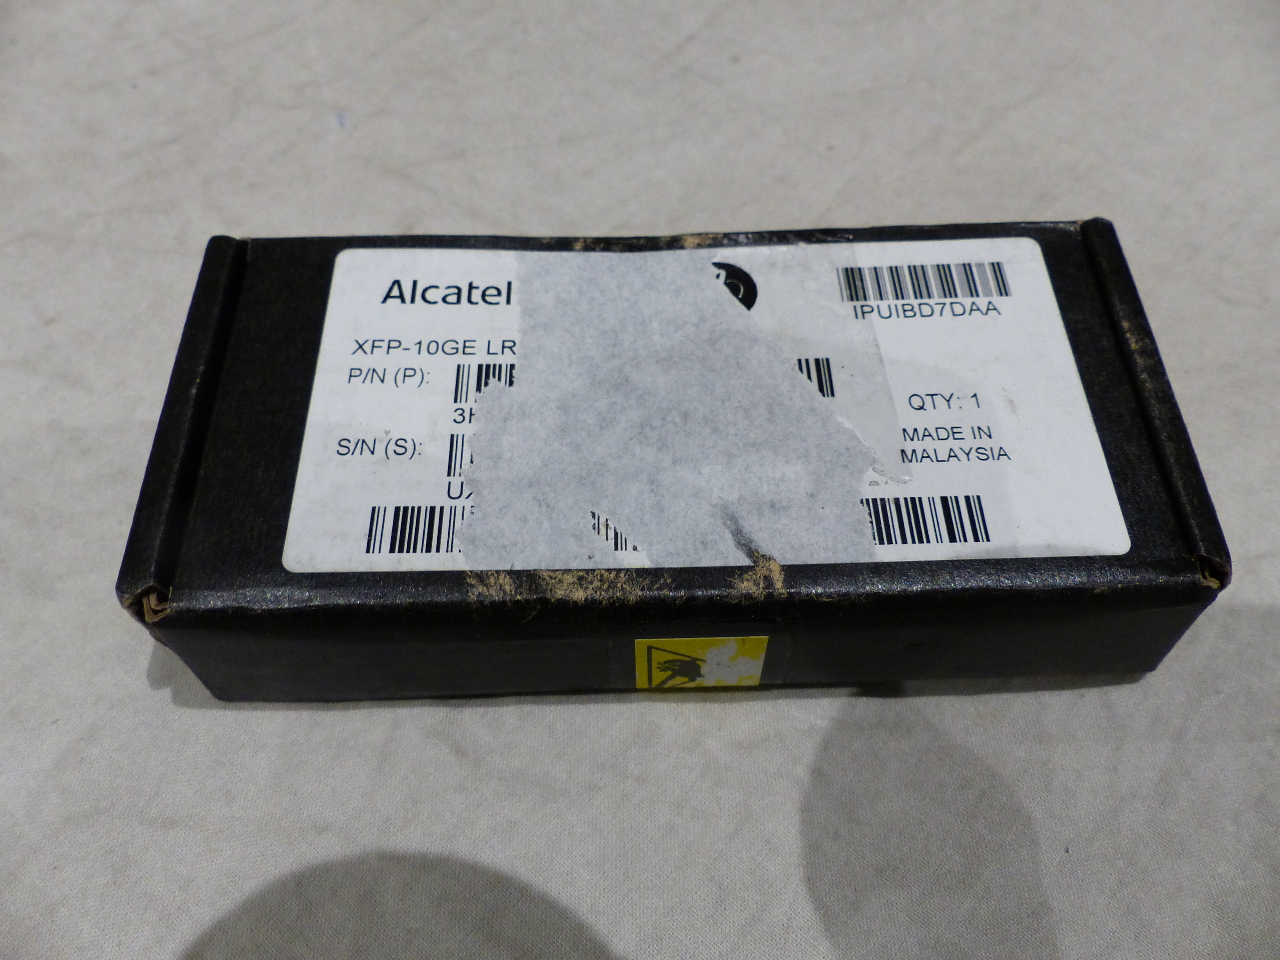 Alcatel
IPUIBD7DAA
XFP-10GE LR
P/N (P):
QTY: 1
S/N (S):
MADE IN
MALAYSIA